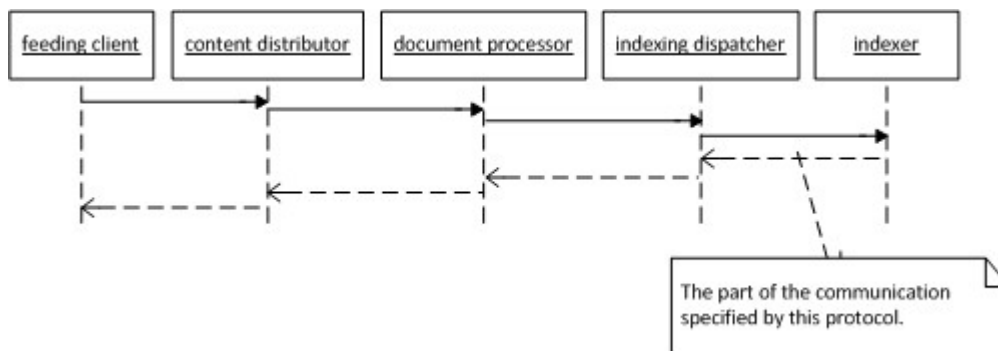 feeding client
content distributor
document processor
indexing dispatcher
indexer
The part of the communication
specified by this protocol.